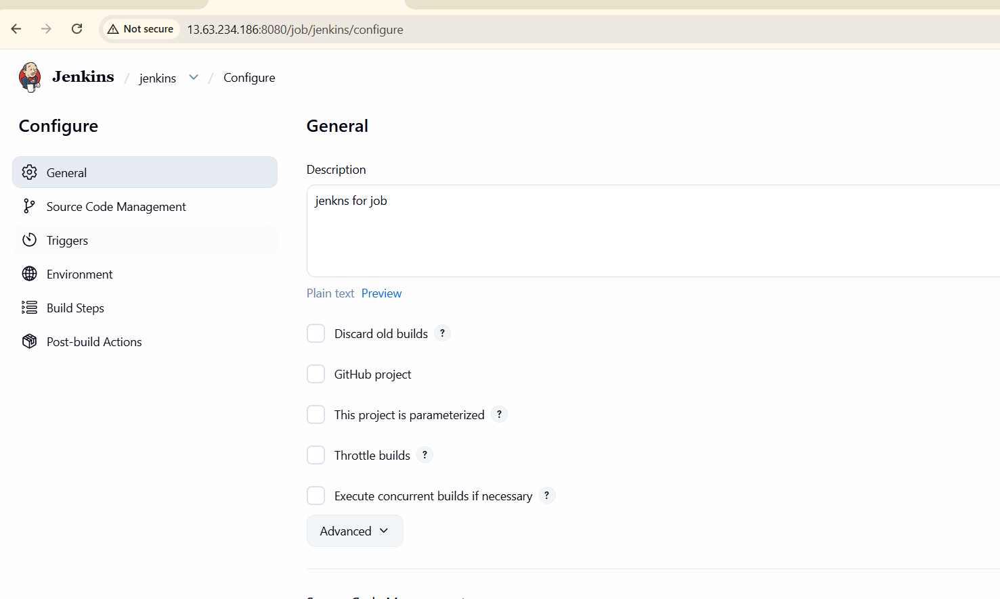 Not secure 13.63.234.186:8080/job/jenkins/configure
Jenkins / jenkins / Configure
Configure
General
Source Code Management
Triggers
Environment
Build Steps
Post-build Actions
General
Description
jenkns for job
Plain text Preview
Discard old builds ?
GitHub project
This project is parameterized ?
Throttle builds ?
Execute concurrent builds if necessary ?
Advanced